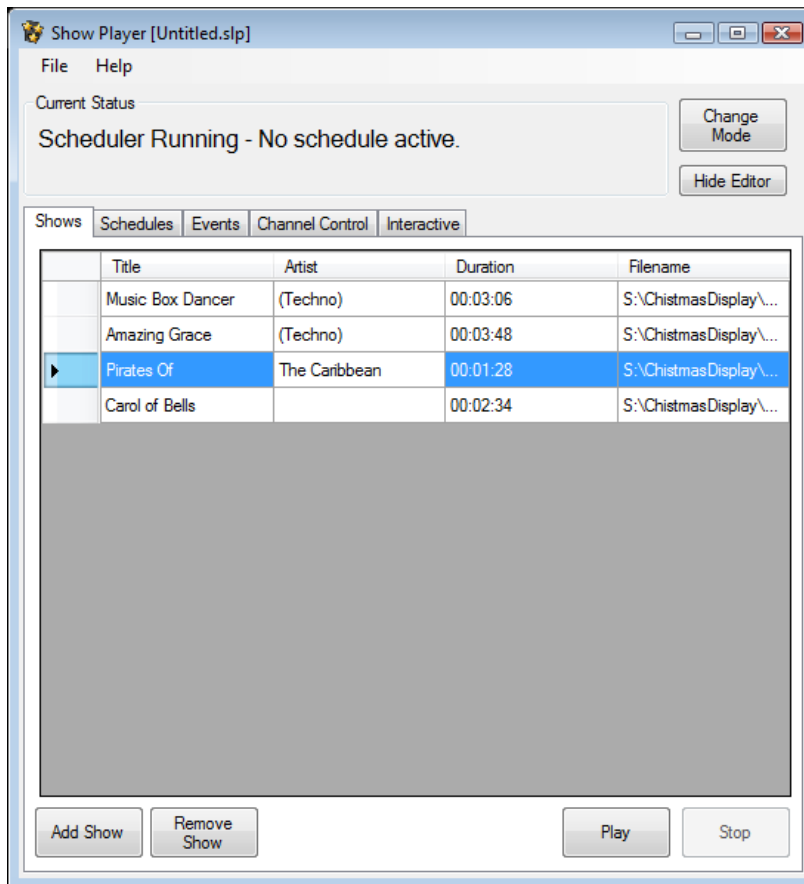 Show Player [Untitled.slp]
File Help
Current Status
Scheduler Running - No schedule active.
Change
Mode
Hide Editor
Shows Schedules Events Channel Control Interactive
Title Artist Duration Filename
Music Box Dancer (Techno) 00:03:06 S:\ChistmasDisplay\...
Amazing Grace (Techno) 00:03:48 S:\ChistmasDisplay\...
Pirates Of The Caribbean 00:01:28 S:\ChistmasDisplay\...
Carol of Bells 00:02:34 S:\ChistmasDisplay\...
Add Show
Remove
Show
Play
Stop